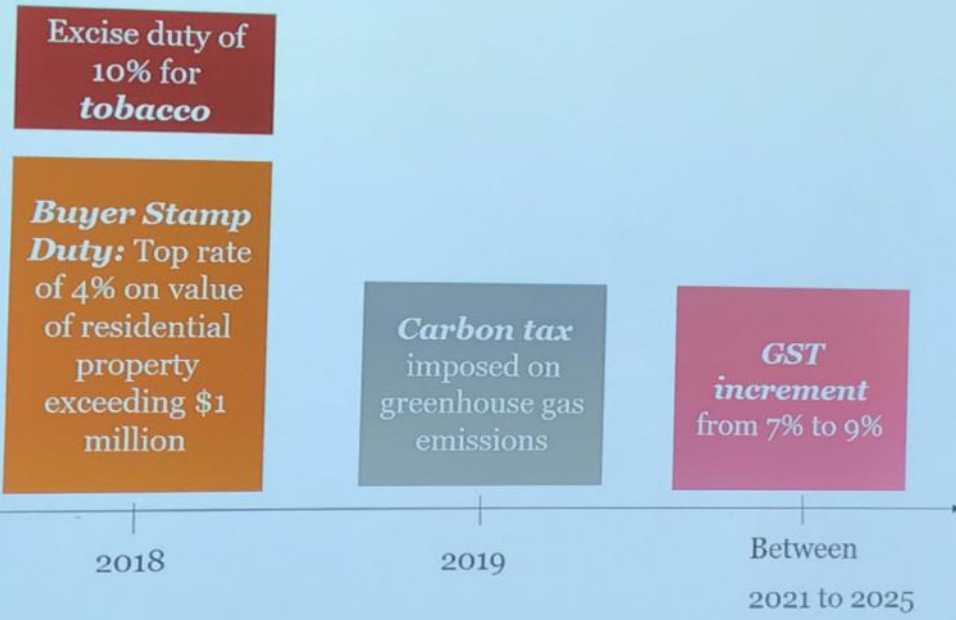 Excise duty of
10% for
tobacco
Buyer Stamp
Duty: Top rate
of 4% on value
of residential
property
exceeding $1
million
Carbon tax
imposed on
greenhouse gas
emissions
GST
increment
from 7% to 9%
2018
2019
Between
2021 to 2025